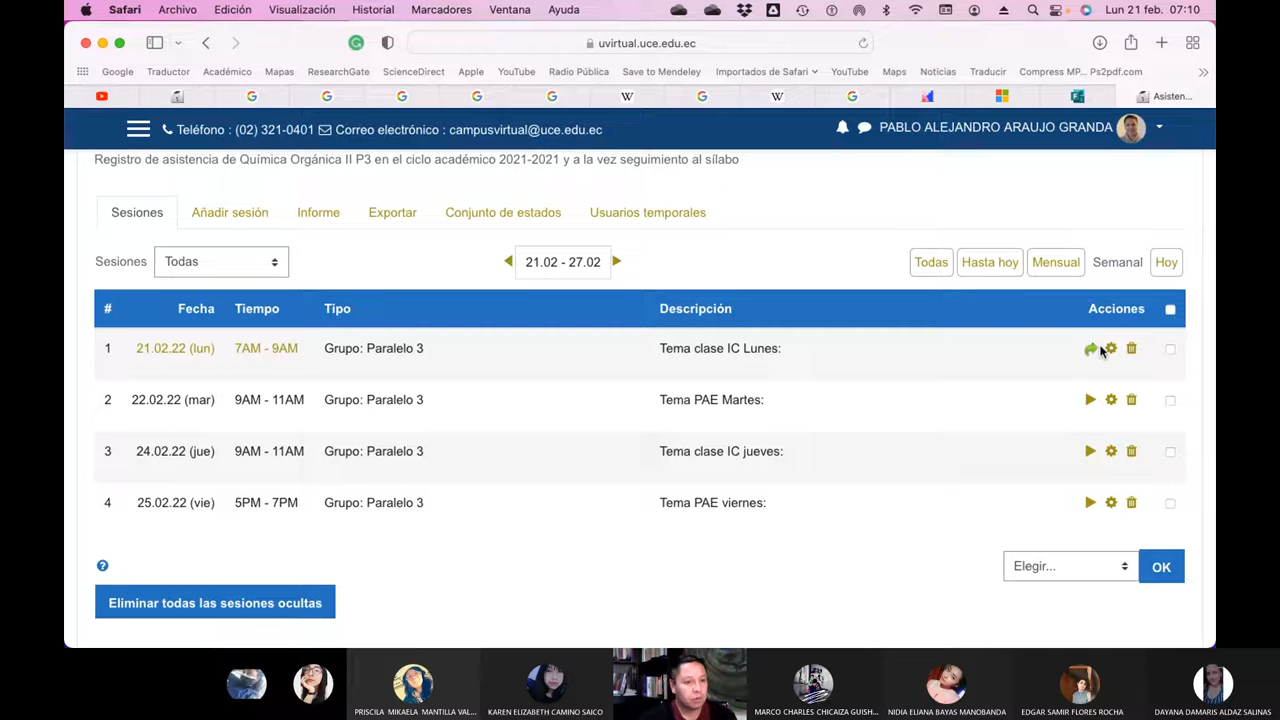 Safari Archivo Edición Visualización Historial Marcadores Ventana Ayuda Lun 21 feb. 07:10
uvirtual.uce.edu.ec
Google Traductor Académico Mapas ResearchGate ScienceDirect Apple YouTube Radio Pública Save to Mendeley Importados de Safari YouTube Maps Noticias Traducir Compress MP... Ps2pdf.com
Asisten...
Teléfono : (02) 321-0401 Correo electrónico : campusvirtual@uce.edu.ec PABLO ALEJANDRO ARAUJO GRANDA
Registro de asistencia de Química Orgánica II P3 en el ciclo académico 2021-2021 y a la vez seguimiento al sílabo
Sesiones Añadir sesión Informe Exportar Conjunto de estados Usuarios temporales
Sesiones Todas 21.02 - 27.02 Todas Hasta hoy Mensual Semanal Hoy
# Fecha Tiempo Tipo Descripción Acciones
1 21.02.22 (lun) 7AM - 9AM Grupo: Paralelo 3 Tema clase IC Lunes:
2 22.02.22 (mar) 9AM - 11AM Grupo: Paralelo 3 Tema PAE Martes:
3 24.02.22 (jue) 9AM - 11AM Grupo: Paralelo 3 Tema clase IC jueves:
4 25.02.22 (vie) 5PM - 7PM Grupo: Paralelo 3 Tema PAE viernes:
Elegir... OK
Eliminar todas las sesiones ocultas
PRISCILA MIKAELA MANTILLA VAL... KAREN ELIZABETH CAMINO SAICO MARCO CHARLES CHICAIZA GUISH... NIDIA ELIANA BAYAS MANOBANDA EDGAR SAMIR FLORES ROCHA DAYANA DAMARIS ALDAZ SALINAS